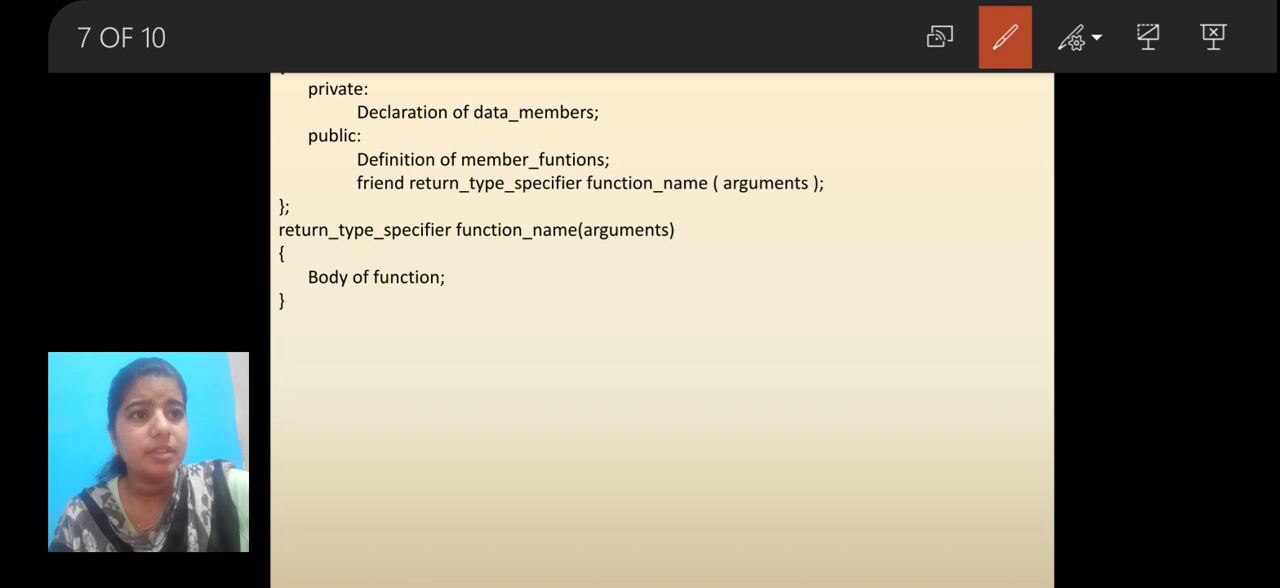 7 OF 10
private:
Declaration of data_members;
public:
Definition of member_funtions;
friend return_type_specifier function_name ( arguments );
};
return_type_specifier function_name(arguments)
{
Body of function;
}